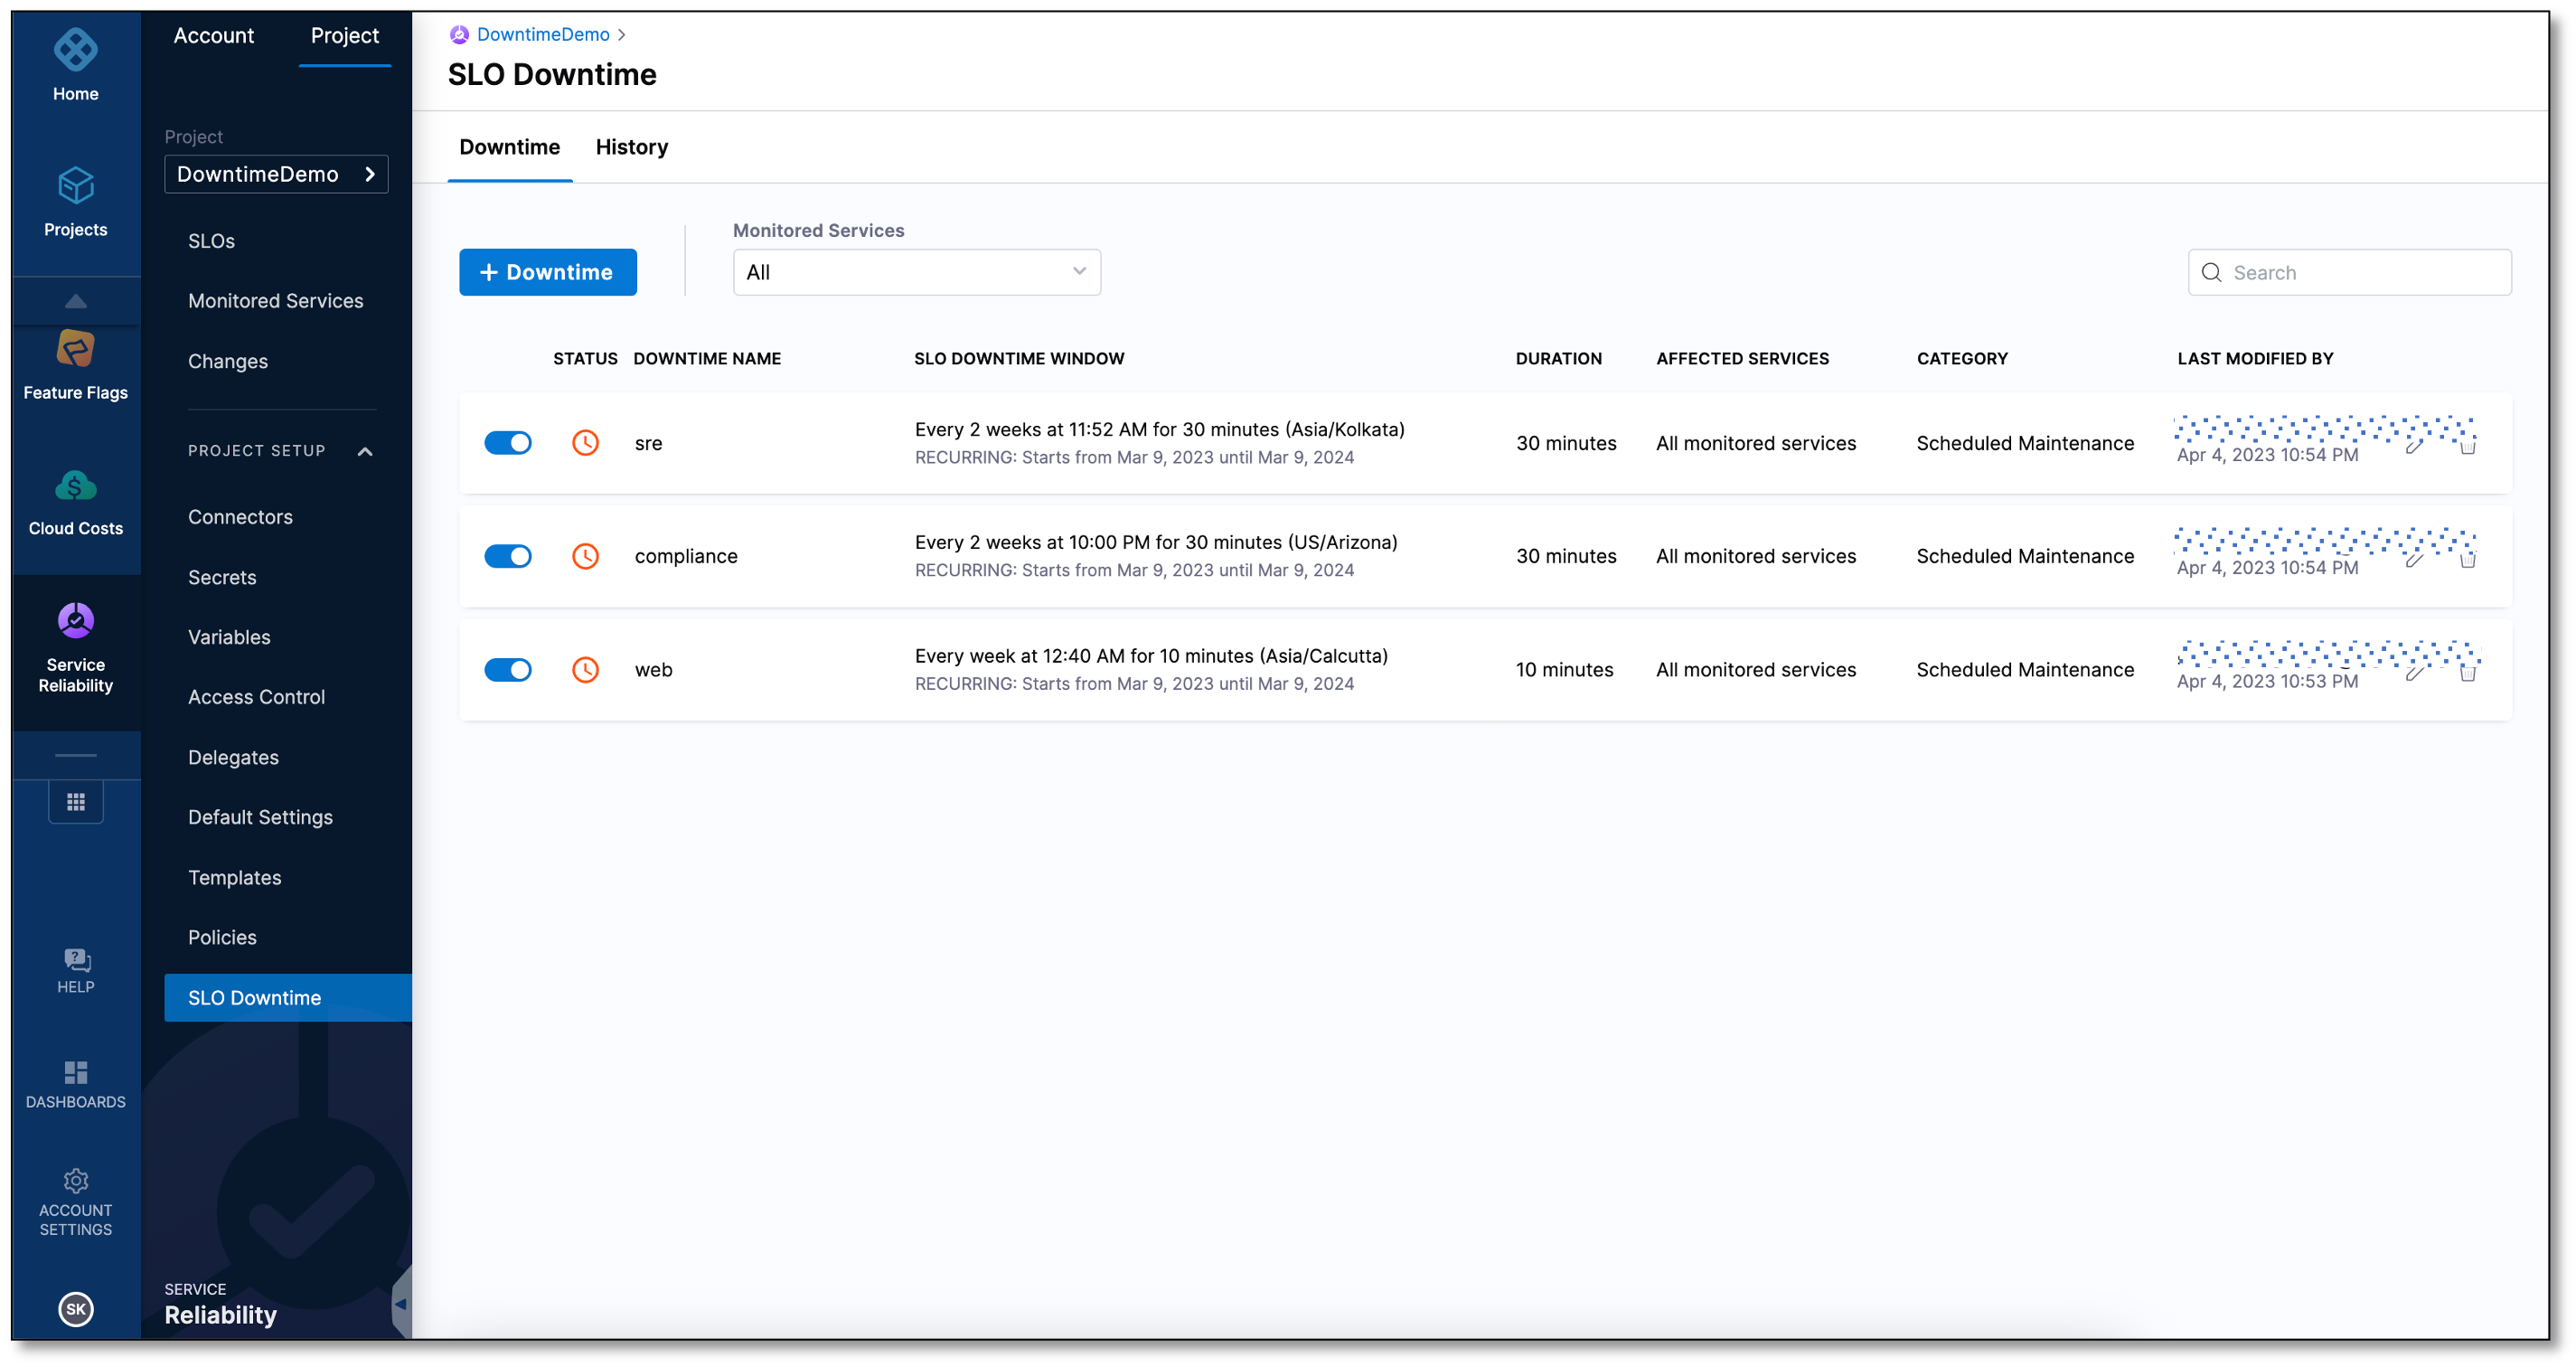 Home
Projects
Feature Flags
Cloud Costs
Service
Reliability
HELP
DASHBOARDS
ACCOUNT
SETTINGS
SK
Account Project
Project
DowntimeDemo
SLOs
Monitored Services
Changes
PROJECT SETUP
Connectors
Secrets
Variables
Access Control
Delegates
Default Settings
Templates
Policies
SLO Downtime
SERVICE
Reliability
DowntimeDemo >
SLO Downtime
Downtime History
Monitored Services
+ Downtime All Search
STATUS DOWNTIME NAME SLO DOWNTIME WINDOW DURATION AFFECTED SERVICES CATEGORY LAST MODIFIED BY
sre Every 2 weeks at 11:52 AM for 30 minutes (Asia/Kolkata) 30 minutes All monitored services Scheduled Maintenance
RECURRING: Starts from Mar 9, 2023 until Mar 9, 2024 Apr 4, 2023 10:54 PM
compliance Every 2 weeks at 10:00 PM for 30 minutes (US/Arizona) 30 minutes All monitored services Scheduled Maintenance
RECURRING: Starts from Mar 9, 2023 until Mar 9, 2024 Apr 4, 2023 10:54 PM
web Every week at 12:40 AM for 10 minutes (Asia/Calcutta) 10 minutes All monitored services Scheduled Maintenance
RECURRING: Starts from Mar 9, 2023 until Mar 9, 2024 Apr 4, 2023 10:53 PM